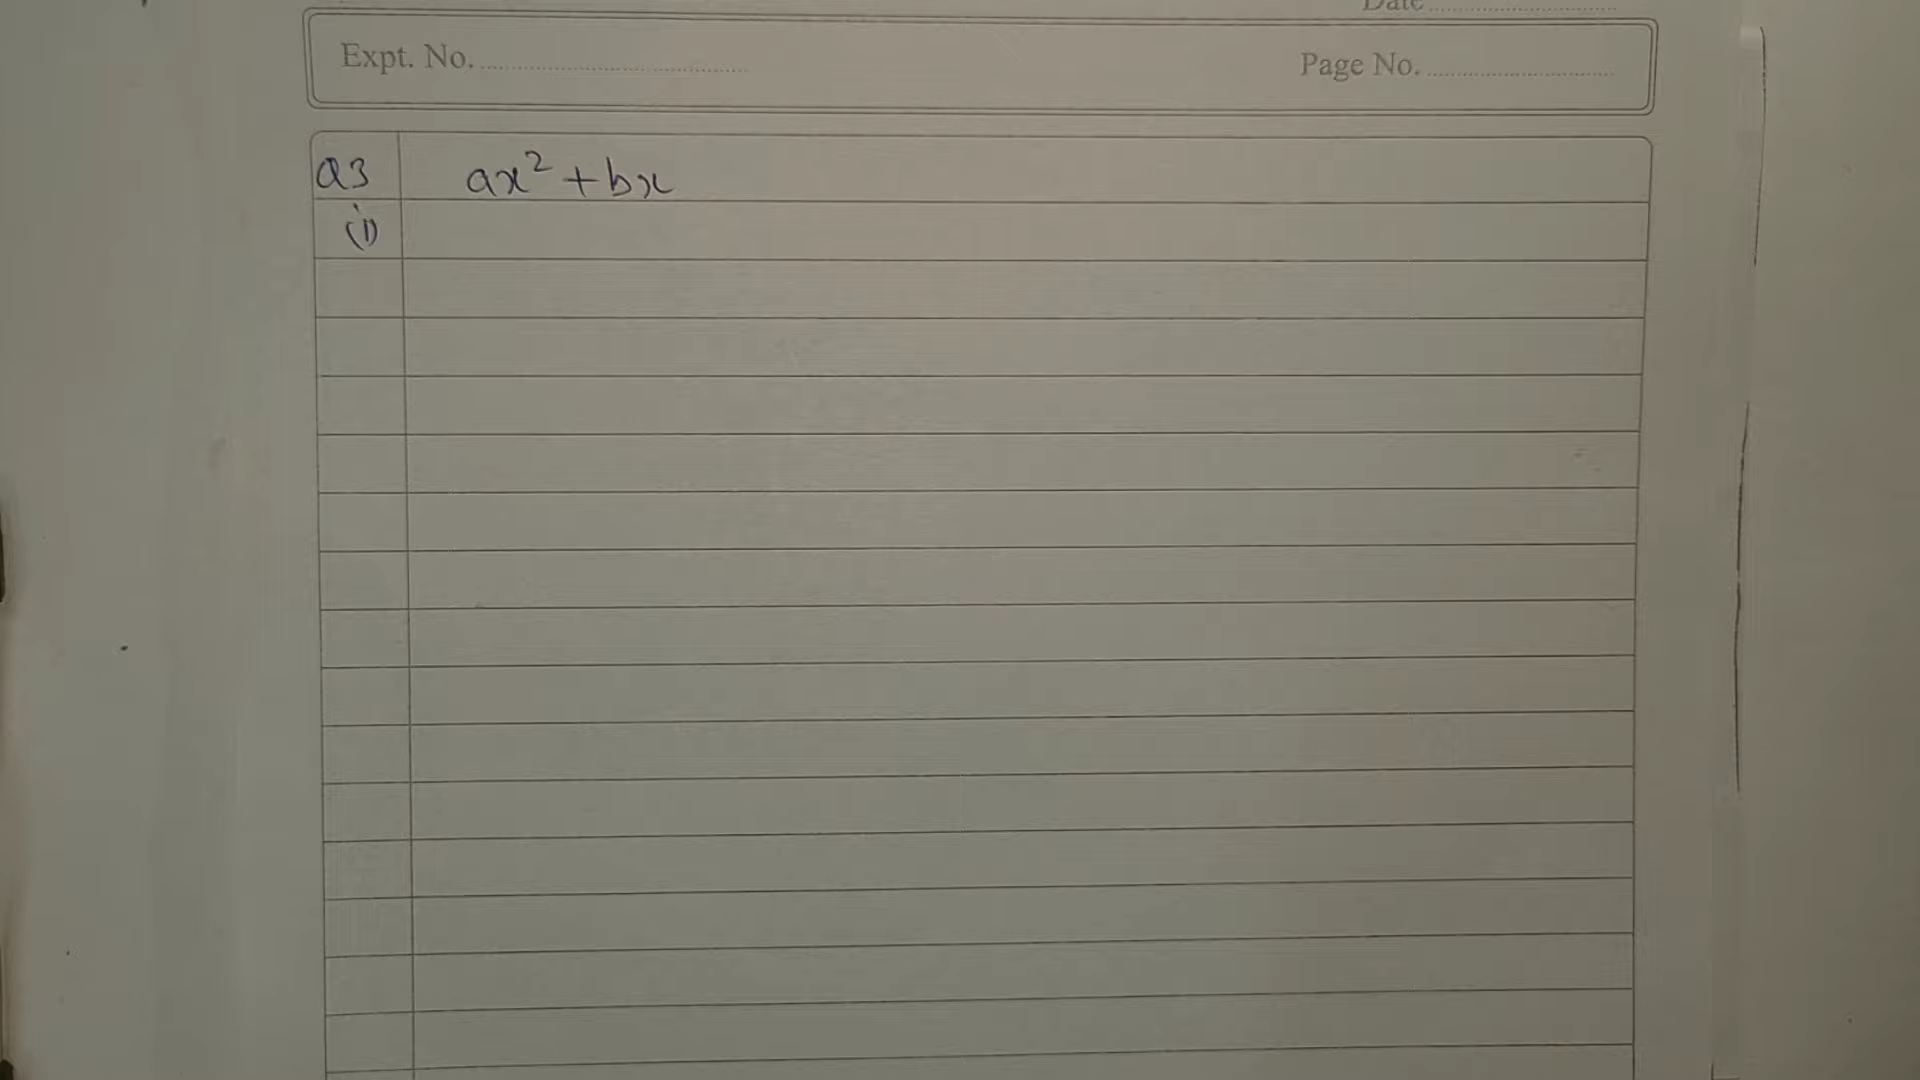 Date
Expt. No. Page No.
Q3 ax² + bx
(i)